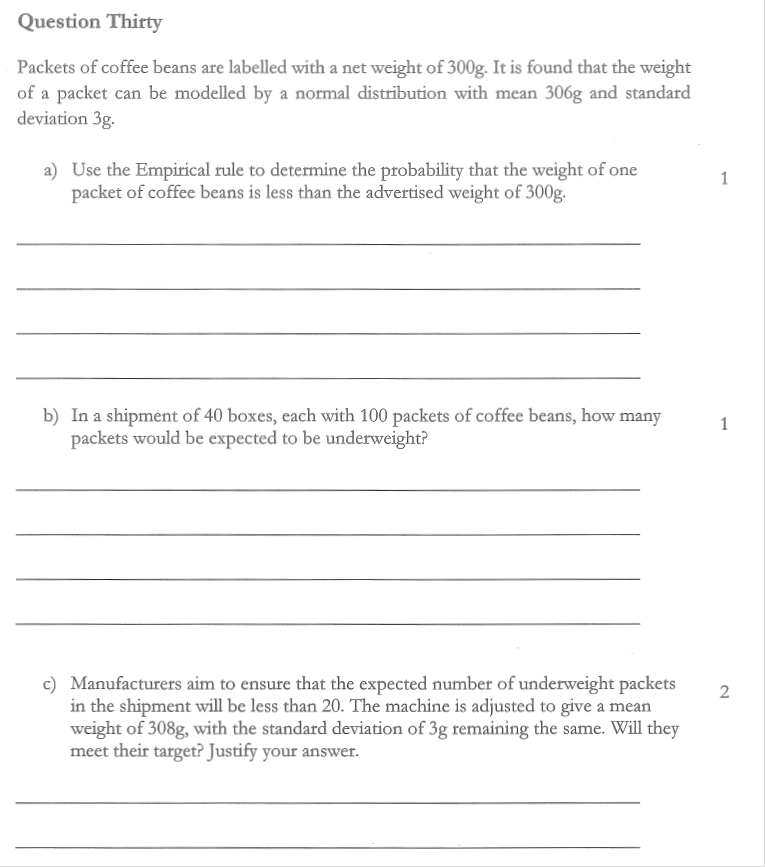 Question Thirty
Packets of coffee beans are labelled with a net weight of 300g. It is found that the weight
of a packet can be modelled by a normal distribution with mean 306g and standard
deviation 3g.
a) Use the Empirical rule to determine the probability that the weight of one
packet of coffee beans is less than the advertised weight of 300g.
1
b) In a shipment of 40 boxes, each with 100 packets of coffee beans, how many
packets would be expected to be underweight?
1
c) Manufacturers aim to ensure that the expected number of underweight packets
in the shipment will be less than 20. The machine is adjusted to give a mean
weight of 308g, with the standard deviation of 3g remaining the same. Will they
meet their target? Justify your answer.
2